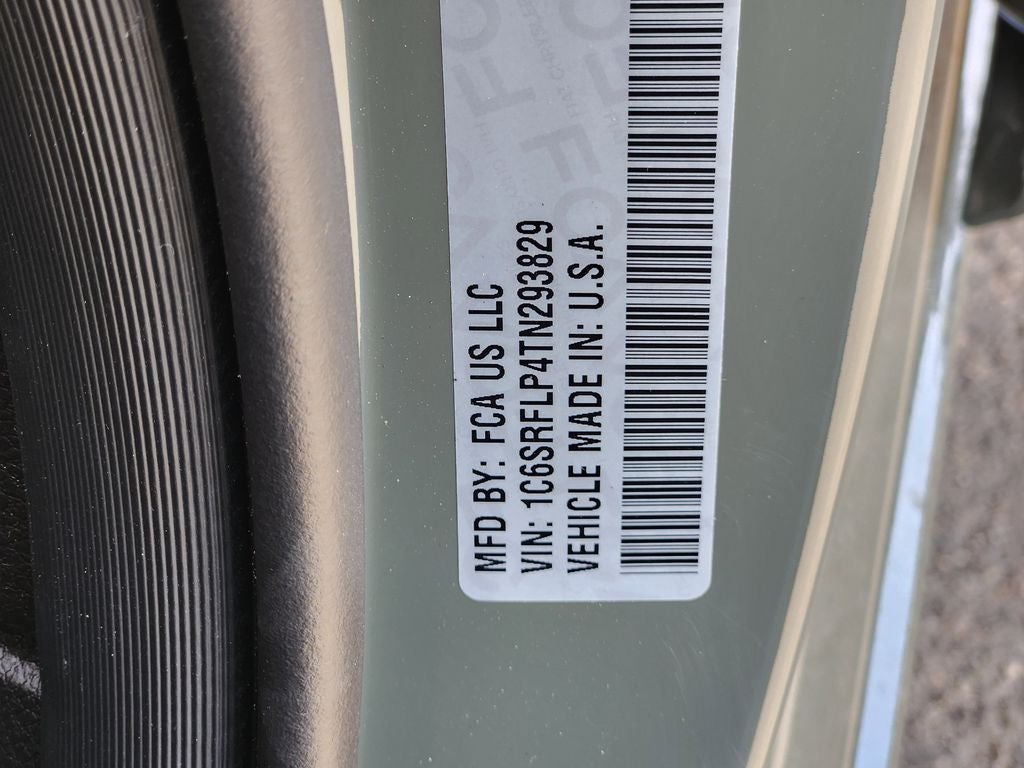 MFD BY: FCA US LLC
VIN: 1C6SRFLP4TN293829
VEHICLE MADE IN: U.S.A.